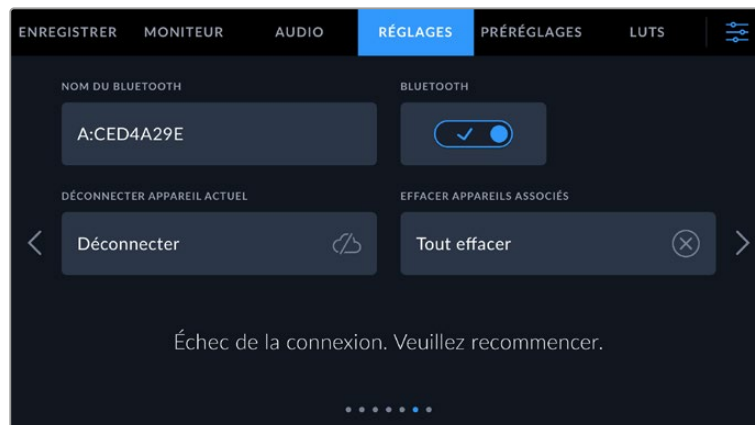 ENREGISTRER MONITEUR AUDIO RÉGLAGES PRÉRÉGLAGES LUTS
NOM DU BLUETOOTH BLUETOOTH
A:CED4A29E
DÉCONNECTER APPAREIL ACTUEL EFFACER APPAREILS ASSOCIÉS
Déconnecter Tout effacer
Échec de la connexion. Veuillez recommencer.